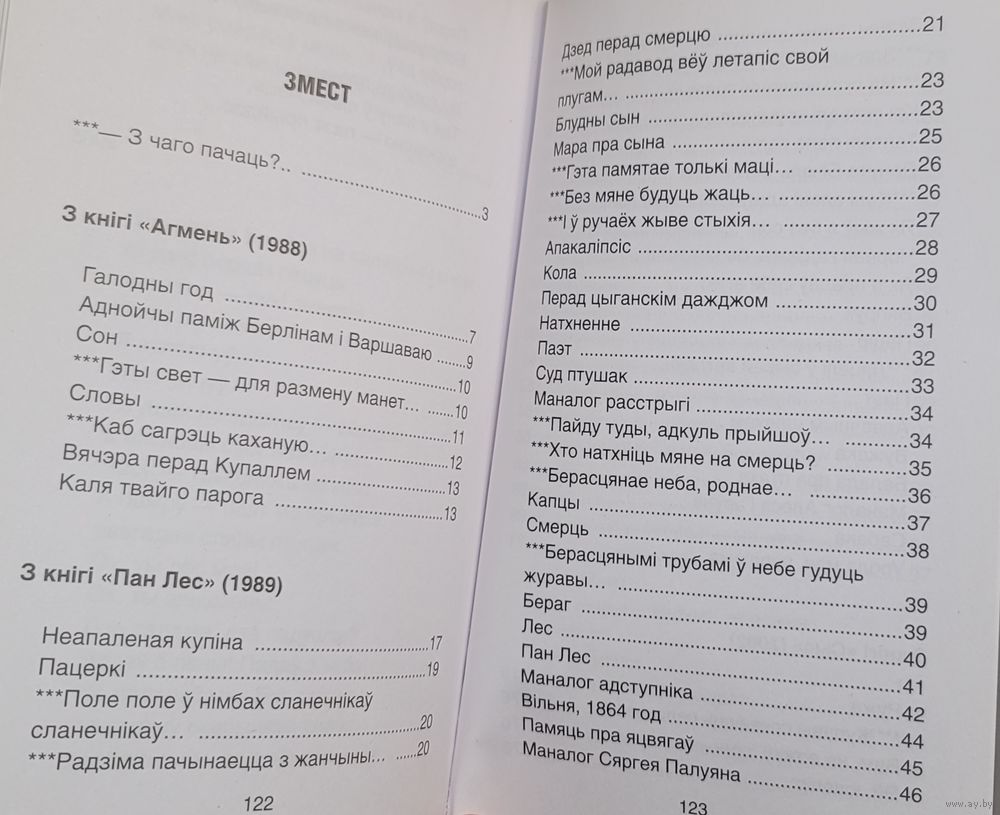 ЗМЕСТ
***— З чаго пачаць?.. ........................................3
З кнігі «Агмень» (1988)
Галодны год ........................................7
Аднойчы паміж Берлінам і Варшаваю .......9
Сон ........................................10
***Гэты свет — для размену манет... .......10
Словы ........................................11
***Каб сагрэць каханую... ....................12
Вячэра перад Купаллем ....................13
Каля твайго парога ..............................13
З кнігі «Пан Лес» (1989)
Неапаленая купіна ..............................17
Пацеркі ........................................19
***Поле поле ў німбах сланечнікаў
сланечнікаў... ..............................20
***Радзіма пачынаецца з жанчыны... ......20
122
Дзед перад смерцю ..............................21
***Мой радавод вёў летапіс свой
плугам... ........................................23
Блудны сын ........................................23
Мара пра сына ..............................25
***Гэта памятае толькі маці... ....................26
***Без мяне будуць жаць... ....................26
***І ў ручаёх жыве стыхія... ....................27
Апакаліпсіс ........................................28
Кола ........................................29
Перад цыганскім дажджом ....................30
Натхненне ........................................31
Паэт ........................................32
Суд птушак ........................................33
Маналог расстрыгі ..............................34
***Пайду туды, адкуль прыйшоў... ..........34
***Хто натхніць мяне на смерць? ..........35
***Берасцянае неба, роднае... ....................36
Капцы ........................................37
Смерць ........................................38
***Берасцянымі трубамі ў небе гудуць
журавы... ........................................39
Бераг ........................................39
Лес ........................................40
Пан Лес ........................................41
Маналог адступніка ..............................42
Вільня, 1864 год ..............................44
Памяць пра яцвягаў ..............................45
Маналог Сяргея Палуяна ....................46
123
www.ay.by